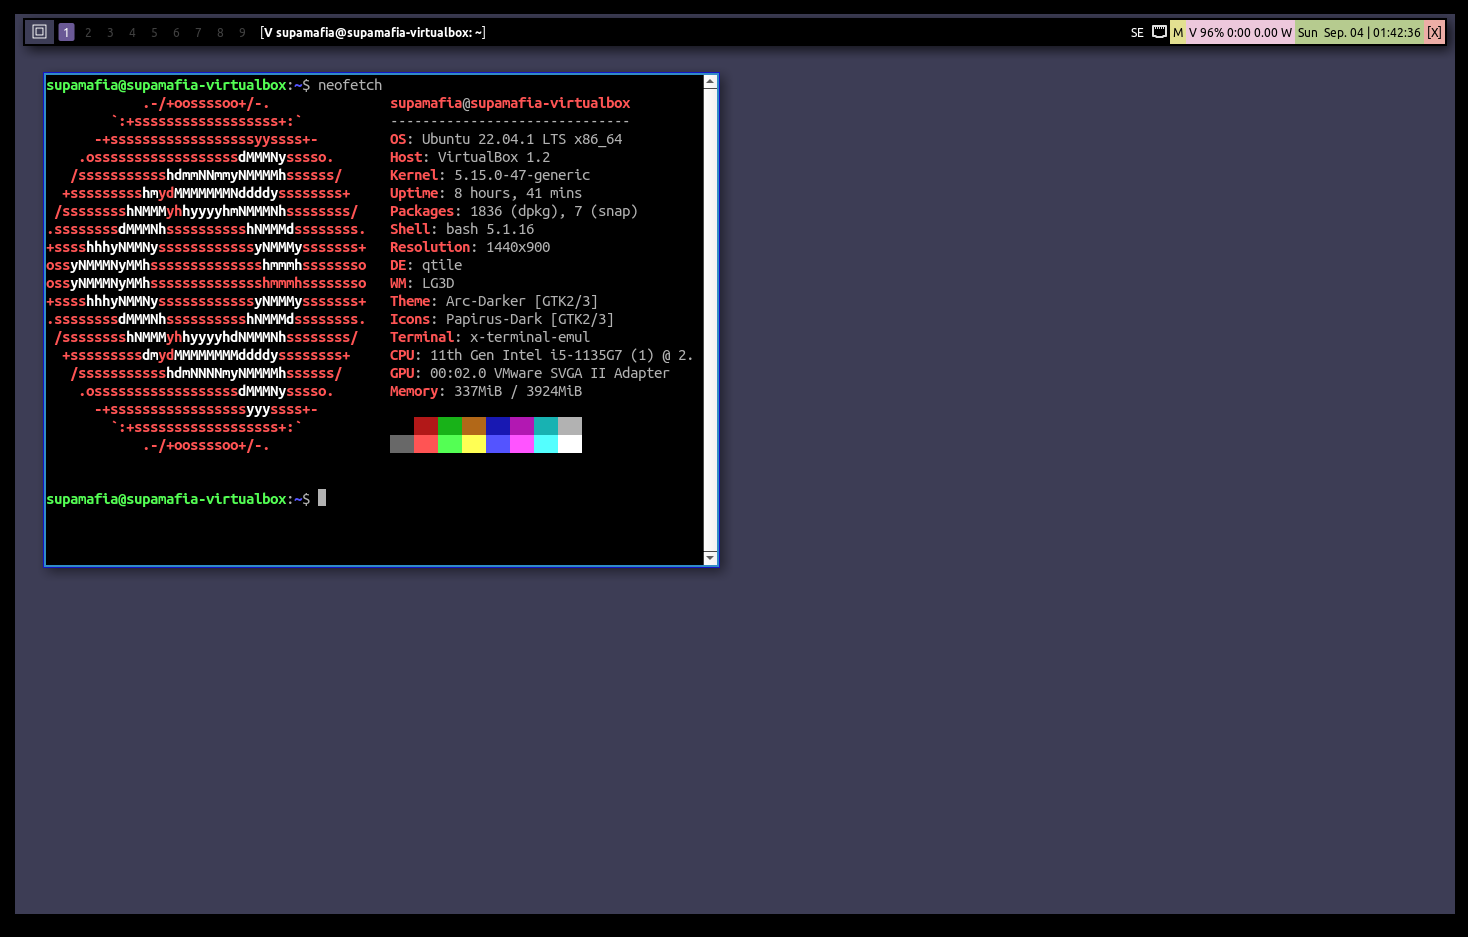 1 2 3 4 5 6 7 8 9 [V supamafia@supamafia-virtualbox: ~] SE M V 96% 0:00 0.00 W Sun Sep. 04 | 01:42:36 [X]
supamafia@supamafia-virtualbox:~$ neofetch
.-/+oossssoo+/-. supamafia@supamafia-virtualbox
`:+ssssssssssssssssss+:` ------------------------------
-+ssssssssssssssssssyyssss+- OS: Ubuntu 22.04.1 LTS x86_64
.ossssssssssssssssssdMMMNysssso. Host: VirtualBox 1.2
/ssssssssssshdmmNNmmyNMMMMhssssss/ Kernel: 5.15.0-47-generic
+ssssssssshmydMMMMMMMNddddyssssssss+ Uptime: 8 hours, 41 mins
/sssssssshNMMMyhhyyyyhmNMMMNhssssssss/ Packages: 1836 (dpkg), 7 (snap)
.ssssssssdMMMNhsssssssssshNMMMdssssssss. Shell: bash 5.1.16
+sssshhhyNMMNyssssssssssssyNMMMysssssss+ Resolution: 1440x900
ossyNMMMNyMMhsssssssssssssshmmmhssssssso DE: qtile
ossyNMMMNyMMhsssssssssssssshmmmhssssssso WM: LG3D
+sssshhhyNMMNyssssssssssssyNMMMysssssss+ Theme: Arc-Darker [GTK2/3]
.ssssssssdMMMNhsssssssssshNMMMdssssssss. Icons: Papirus-Dark [GTK2/3]
/sssssssshNMMMyhhyyyyhdNMMMNhssssssss/ Terminal: x-terminal-emul
+sssssssssdmydMMMMMMMMddddyssssssss+ CPU: 11th Gen Intel i5-1135G7 (1) @ 2.
/ssssssssssshdmNNNNmyNMMMMhssssss/ GPU: 00:02.0 VMware SVGA II Adapter
.ossssssssssssssssssdMMMNysssso. Memory: 337MiB / 3924MiB
-+sssssssssssssssssyyyssss+-
`:+ssssssssssssssssss+:`
.-/+oossssoo+/-.
supamafia@supamafia-virtualbox:~$